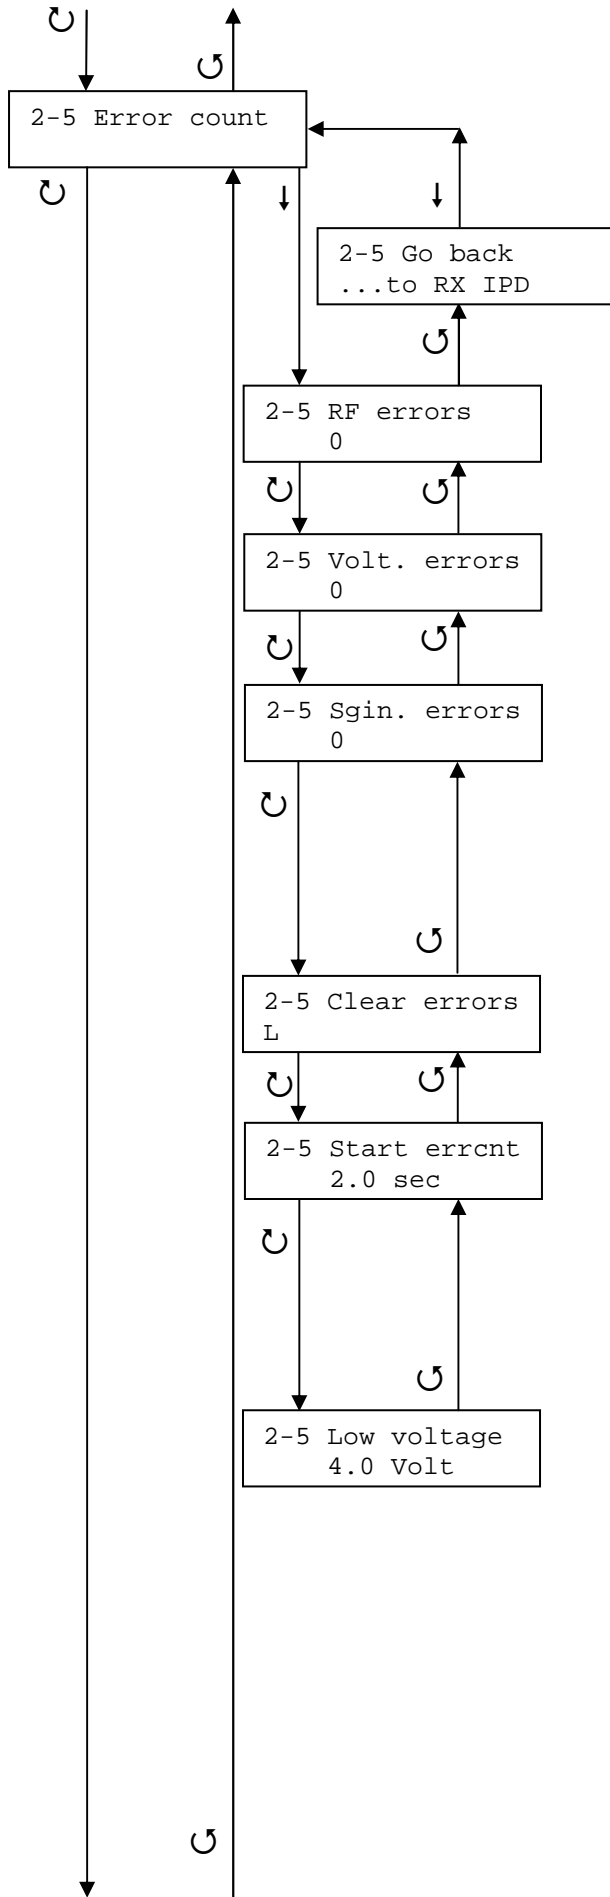 2-5 Error count
2-5 Go back
...to RX IPD
2-5 RF errors
0
2-5 Volt. errors
0
2-5 Sgin. errors
0
2-5 Clear errors
L
2-5 Start errcnt
2.0 sec
2-5 Low voltage
4.0 Volt